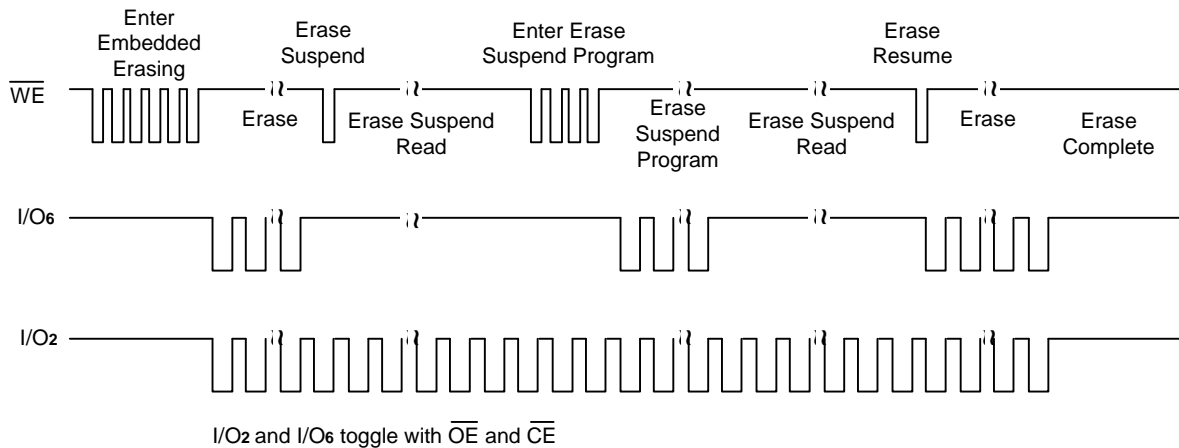 Enter
Embedded
Erasing
Erase
Suspend
Enter Erase
Suspend Program
Erase
Resume
WE
Erase
Erase Suspend
Read
Erase
Suspend
Program
Erase Suspend
Read
Erase
Erase
Complete
I/O6
I/O2
I/O2 and I/O6 toggle with OE and CE